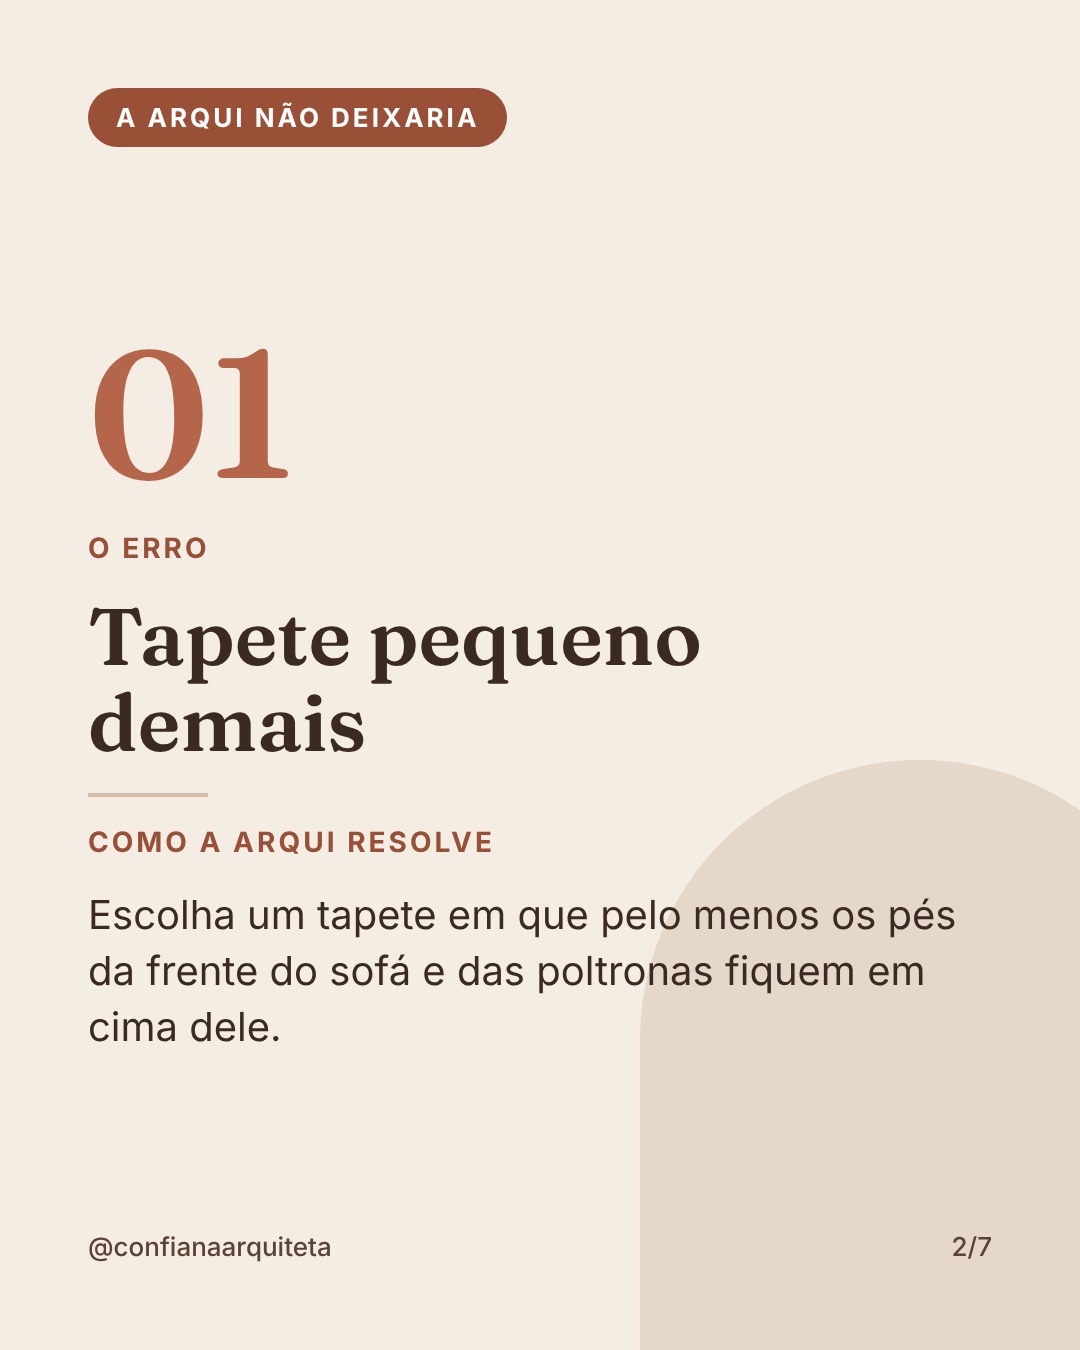 A ARQUI NÃO DEIXARIA
01
O ERRO
Tapete pequeno
demais
COMO A ARQUI RESOLVE
Escolha um tapete em que pelo menos os pés
da frente do sofá e das poltronas fiquem em
cima dele.
@confianaarquiteta
2/7